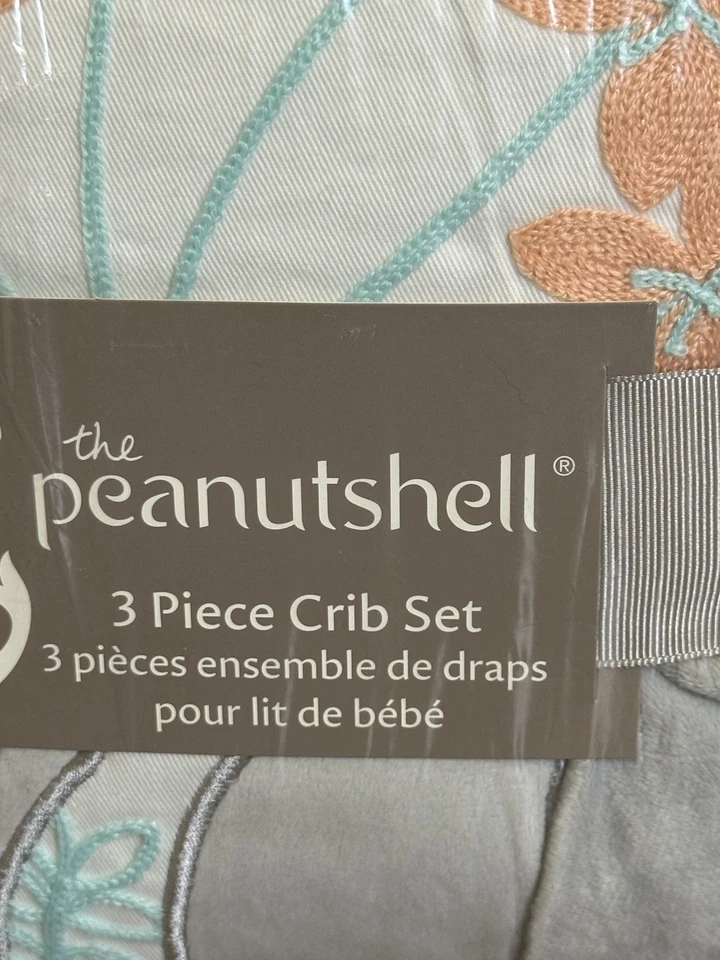 the
peanutshell®
3 Piece Crib Set
3 pièces ensemble de draps
pour lit de bébé